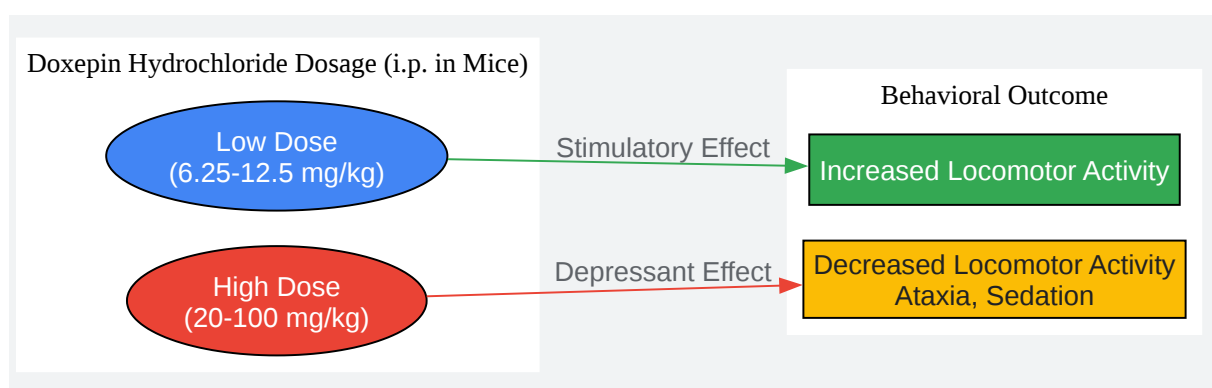 Doxepin Hydrochloride Dosage (i.p. in Mice)
Low Dose
(6.25-12.5 mg/kg)
High Dose
(20-100 mg/kg)
Stimulatory Effect
Depressant Effect
Behavioral Outcome
Increased Locomotor Activity
Decreased Locomotor Activity
Ataxia, Sedation